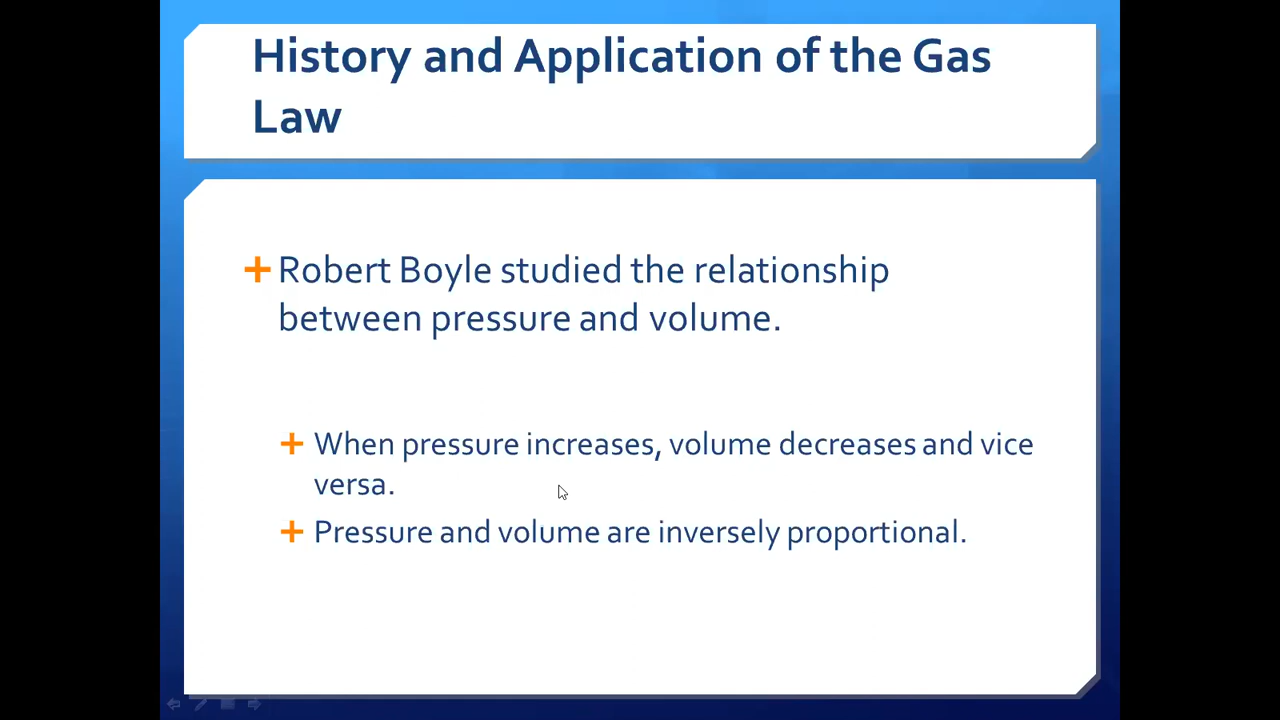 History and Application of the Gas
Law
Robert Boyle studied the relationship
between pressure and volume.
When pressure increases, volume decreases and vice
versa.
Pressure and volume are inversely proportional.